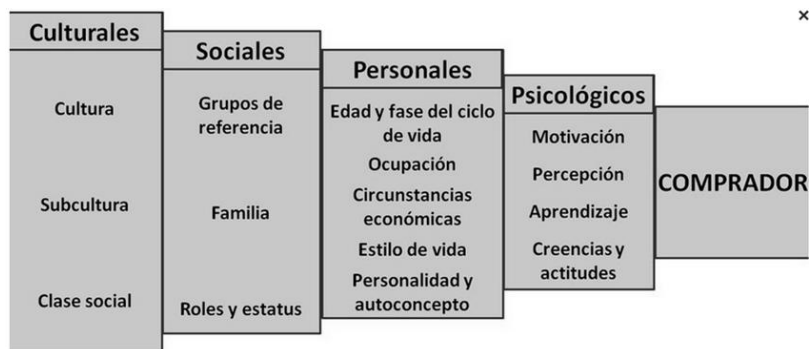 Culturales
Cultura
Subcultura
Clase social
Sociales
Grupos de
referencia
Familia
Roles y estatus
Personales
Edad y fase del ciclo
de vida
Ocupación
Circunstancias
económicas
Estilo de vida
Personalidad y
autoconcepto
Psicológicos
Motivación
Percepción
Aprendizaje
Creencias y
actitudes
COMPRADOR
×